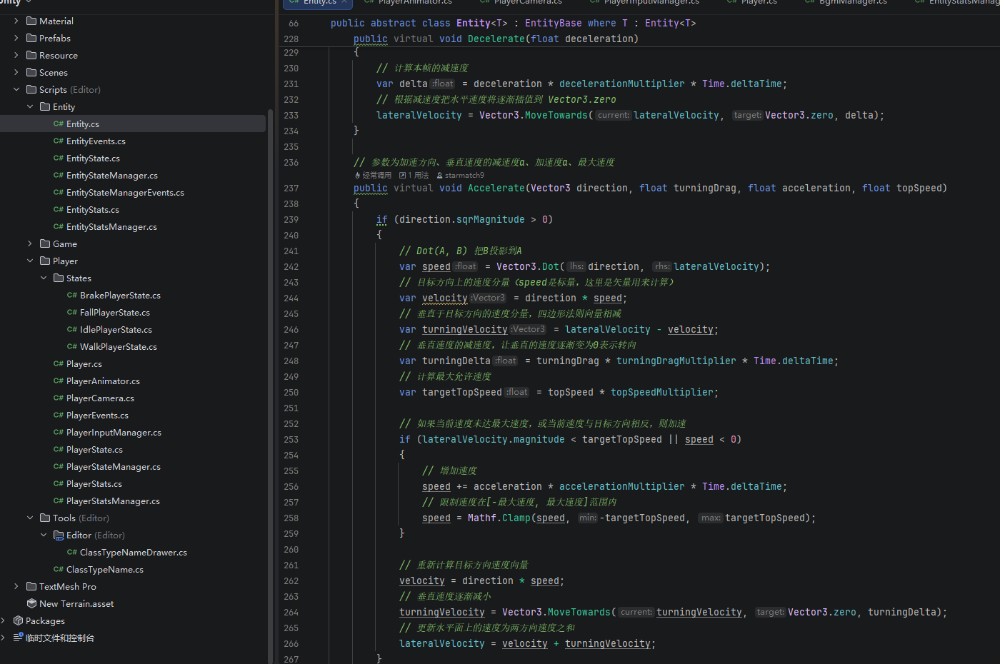 Unity
Material
Prefabs
Resource
Scenes
Scripts (Editor)
Entity
C# Entity.cs
C# EntityEvents.cs
C# EntityState.cs
C# EntityStateManager.cs
C# EntityStateManagerEvents.cs
C# EntityStats.cs
C# EntityStatsManager.cs
Game
Player
States
C# BrakePlayerState.cs
C# FallPlayerState.cs
C# IdlePlayerState.cs
C# WalkPlayerState.cs
C# Player.cs
C# PlayerAnimator.cs
C# PlayerCamera.cs
C# PlayerEvents.cs
C# PlayerInputManager.cs
C# PlayerState.cs
C# PlayerStateManager.cs
C# PlayerStats.cs
C# PlayerStatsManager.cs
Tools (Editor)
Editor (Editor)
C# ClassTypeNameDrawer.cs
C# ClassTypeName.cs
TextMesh Pro
New Terrain.asset
Packages
临时文件和控制台
C# Entity.cs C# PlayerAnimator.cs C# PlayerCamera.cs C# PlayerInputManager.cs C# Player.cs C# BgmManager.cs C# EntityStatsManag
66 public abstract class Entity<T> : EntityBase where T : Entity<T>
228 public virtual void Decelerate(float deceleration)
229 {
230 // 计算本帧的减速度
231 var delta :float = deceleration * decelerationMultiplier * Time.deltaTime;
232 // 根据减速度把水平速度将逐渐插值到 Vector3.zero
233 lateralVelocity = Vector3.MoveTowards( current: lateralVelocity, target: Vector3.zero, delta);
234 }
235
236 // 参数为加速方向、垂直速度的减速度a、加速度a、最大速度
经常调用 1 用法 starmatch9
237 public virtual void Accelerate(Vector3 direction, float turningDrag, float acceleration, float topSpeed)
238 {
239 if (direction.sqrMagnitude > 0)
240 {
241 // Dot(A, B) 把B投影到A
242 var speed :float = Vector3.Dot( lhs: direction, rhs: lateralVelocity);
243 // 目标方向上的速度分量（speed是标量，这里是矢量用来计算）
244 var velocity :Vector3 = direction * speed;
245 // 垂直于目标方向的速度分量，四边形法则向量相减
246 var turningVelocity :Vector3 = lateralVelocity - velocity;
247 // 垂直速度的减速度，让垂直的速度逐渐变为0表示转向
248 var turningDelta :float = turningDrag * turningDragMultiplier * Time.deltaTime;
249 // 计算最大允许速度
250 var targetTopSpeed :float = topSpeed * topSpeedMultiplier;
251
252 // 如果当前速度未达最大速度，或当前速度与目标方向相反，则加速
253 if (lateralVelocity.magnitude < targetTopSpeed || speed < 0)
254 {
255 // 增加速度
256 speed += acceleration * accelerationMultiplier * Time.deltaTime;
257 // 限制速度在[-最大速度, 最大速度]范围内
258 speed = Mathf.Clamp(speed, min: -targetTopSpeed, max: targetTopSpeed);
259 }
260
261 // 重新计算目标方向速度向量
262 velocity = direction * speed;
263 // 垂直速度逐渐减小
264 turningVelocity = Vector3.MoveTowards( current: turningVelocity, target: Vector3.zero, turningDelta);
265 // 更新水平面上的速度为两方向速度之和
266 lateralVelocity = velocity + turningVelocity;
267 }